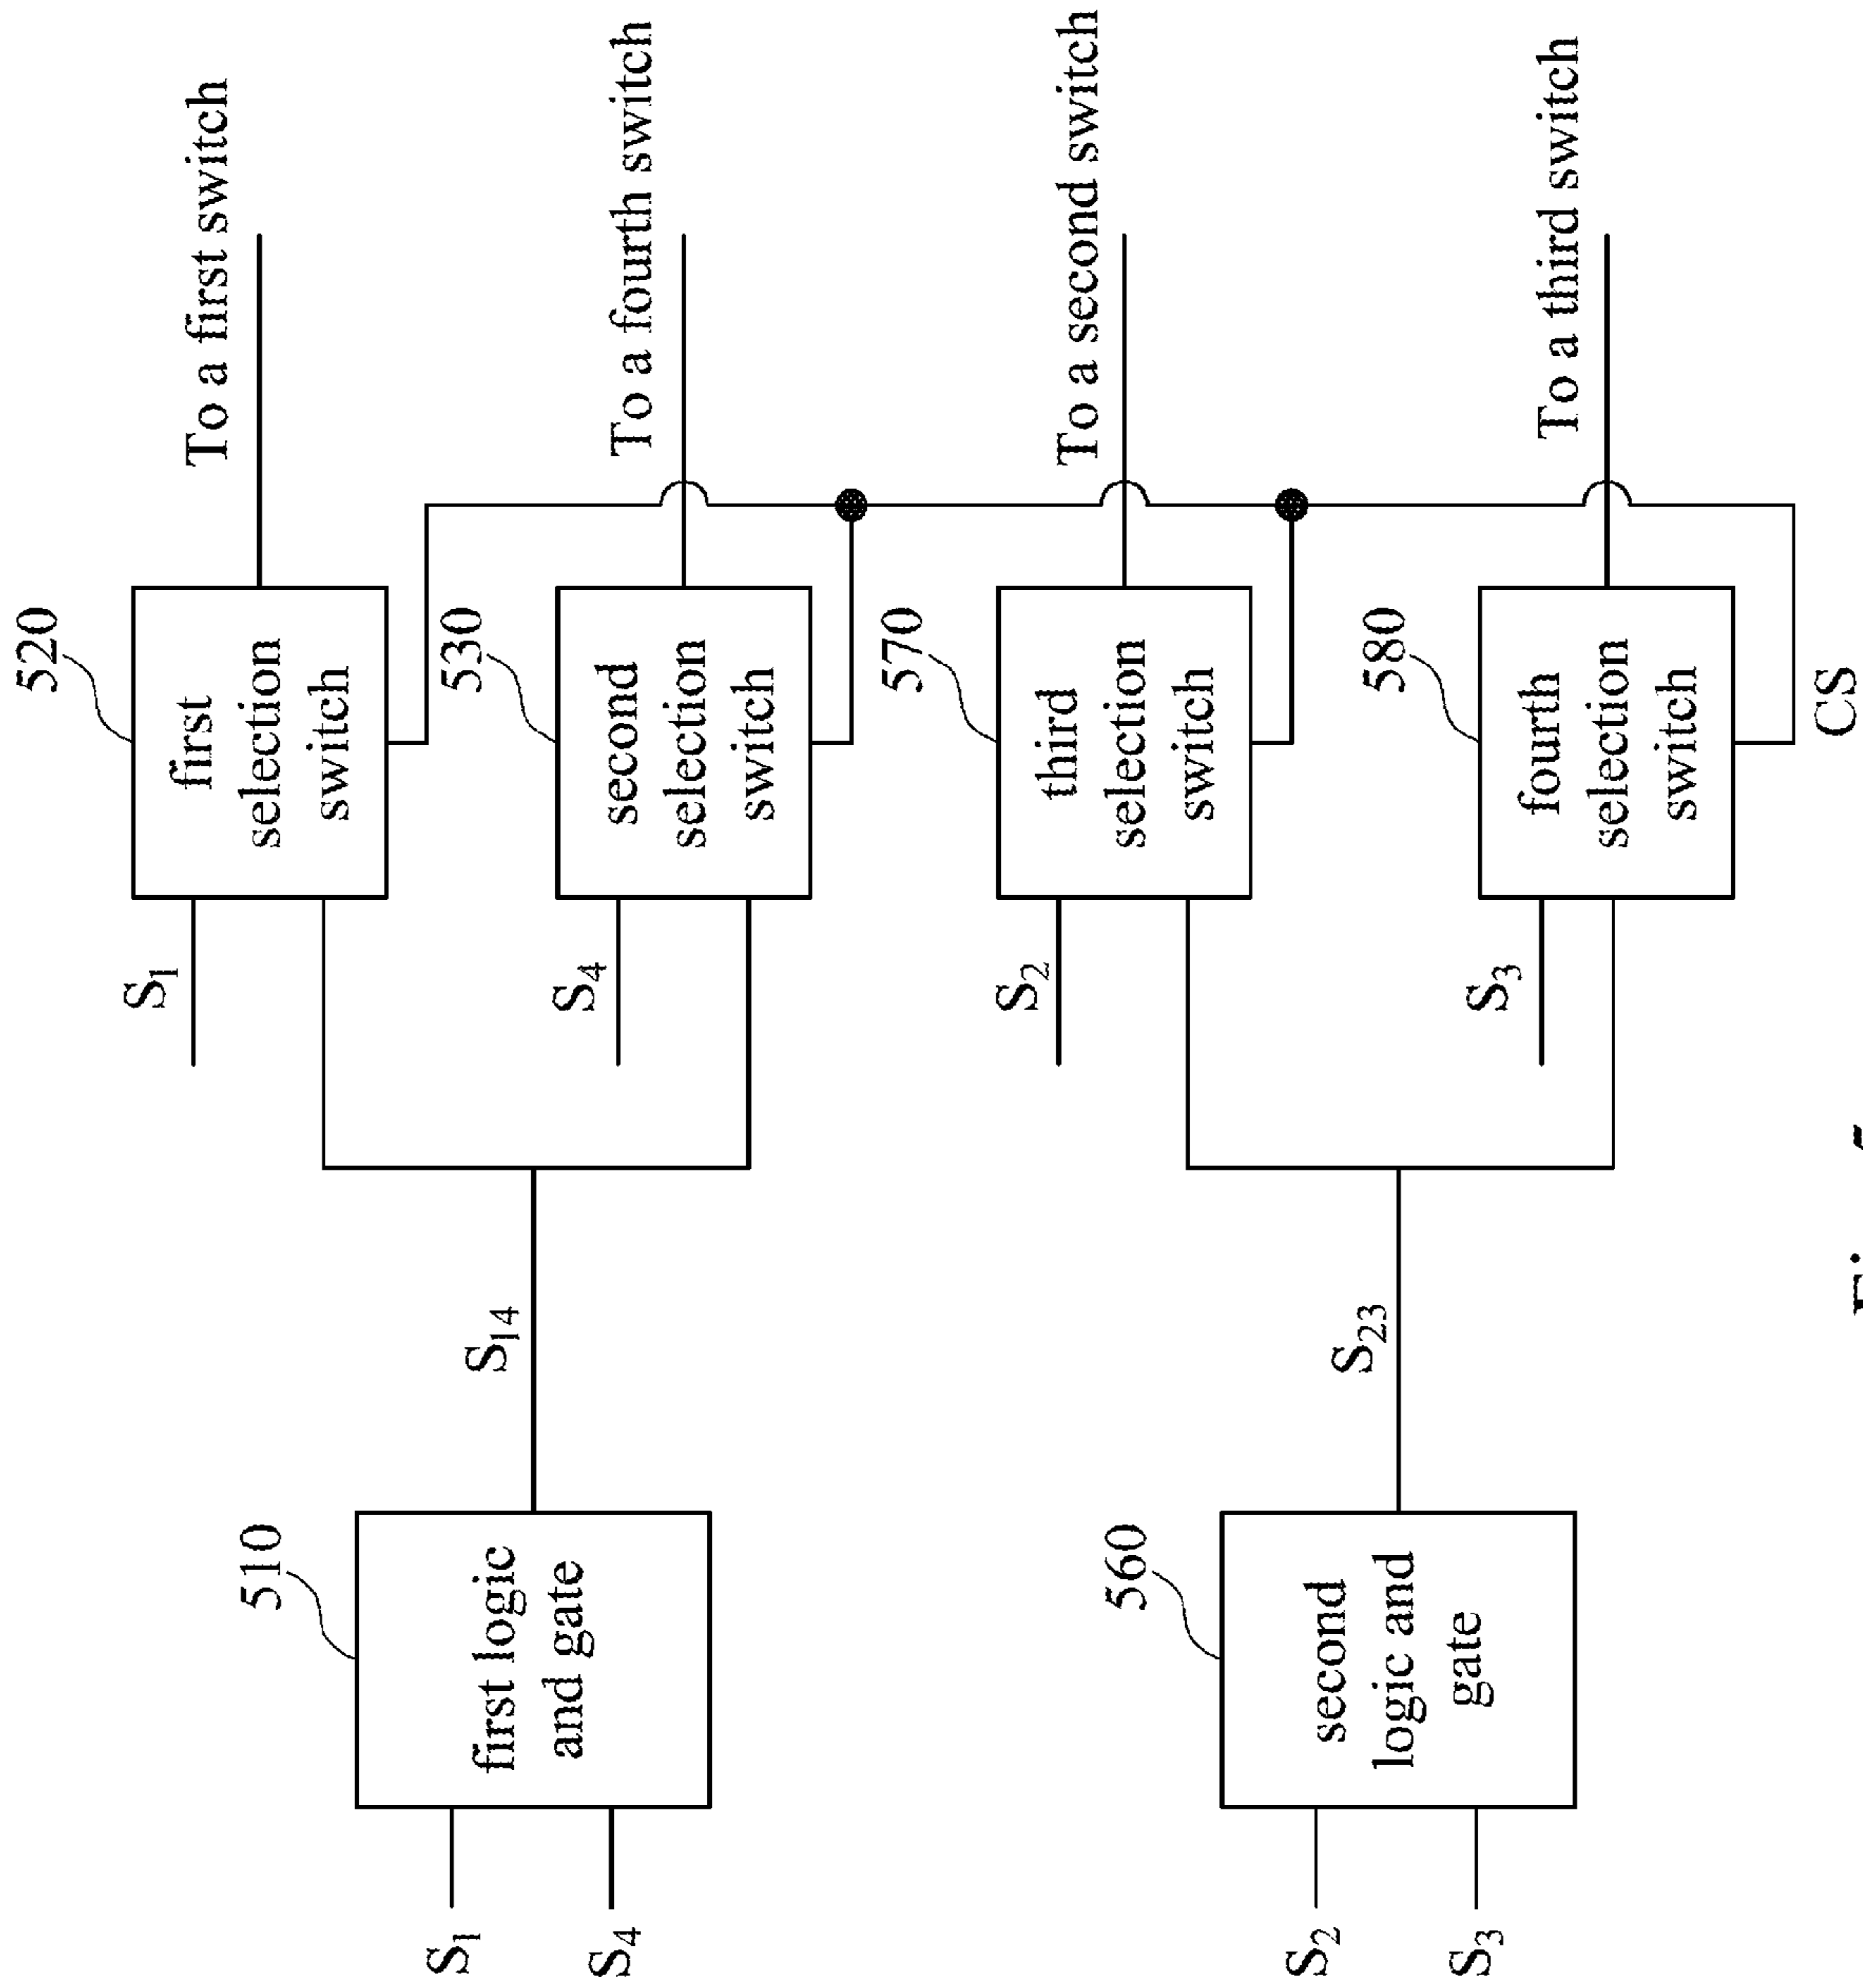 520
S1
first
selection
switch
To a first switch
510
S1
S4
first logic
and gate
S14
530
S4
second
selection
switch
To a fourth switch
570
S2
third
selection
switch
To a second switch
560
S2
S3
second
logic and
gate
S23
580
S3
fourth
selection
switch
To a third switch
CS